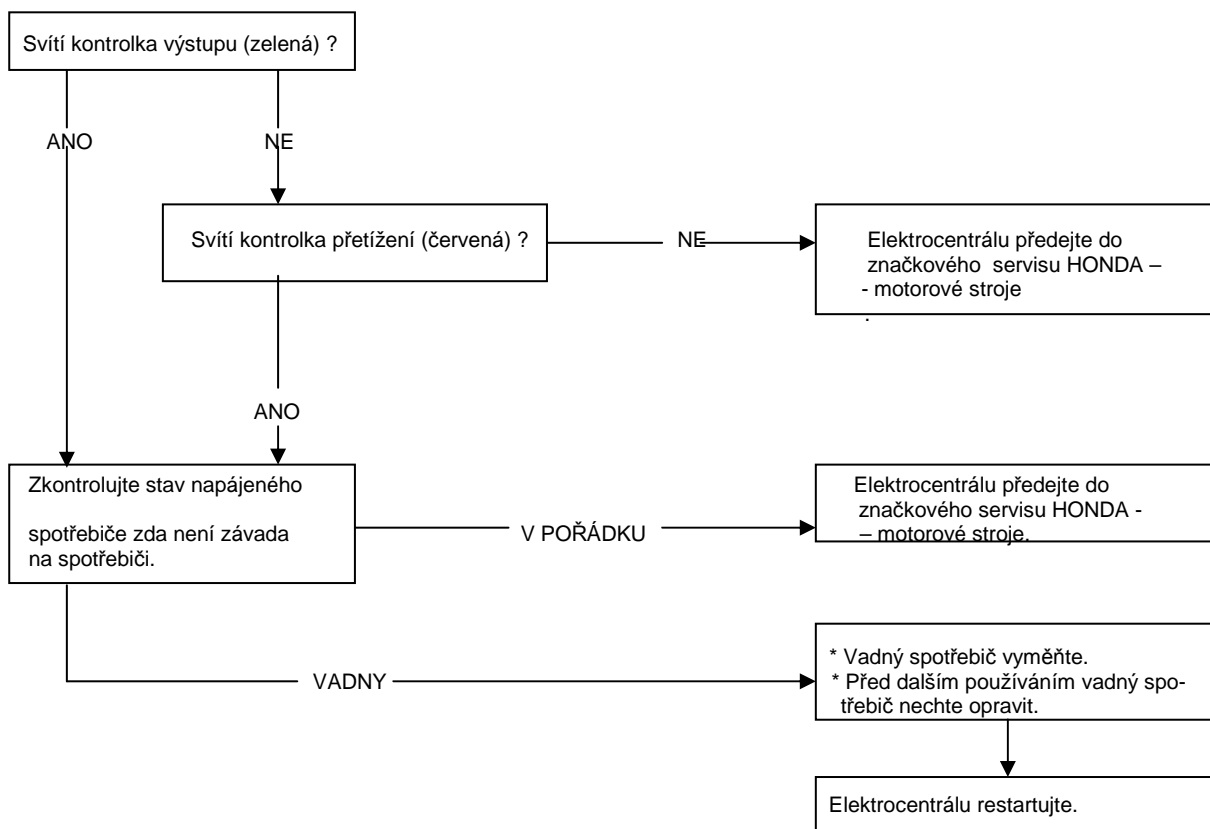 Svítí kontrolka výstupu (zelená) ?
ANO
NE
Svítí kontrolka přetížení (červená) ?
NE
Elektrocentrálu předejte do
značkového servisu HONDA –
- motorové stroje
.
ANO
Zkontrolujte stav napájeného
spotřebiče zda není závada
na spotřebiči.
V POŘÁDKU
Elektrocentrálu předejte do
značkového servisu HONDA -
– motorové stroje.
VADNY
* Vadný spotřebič vyměňte.
* Před dalším používáním vadný spo-
třebič nechte opravit.
Elektrocentrálu restartujte.